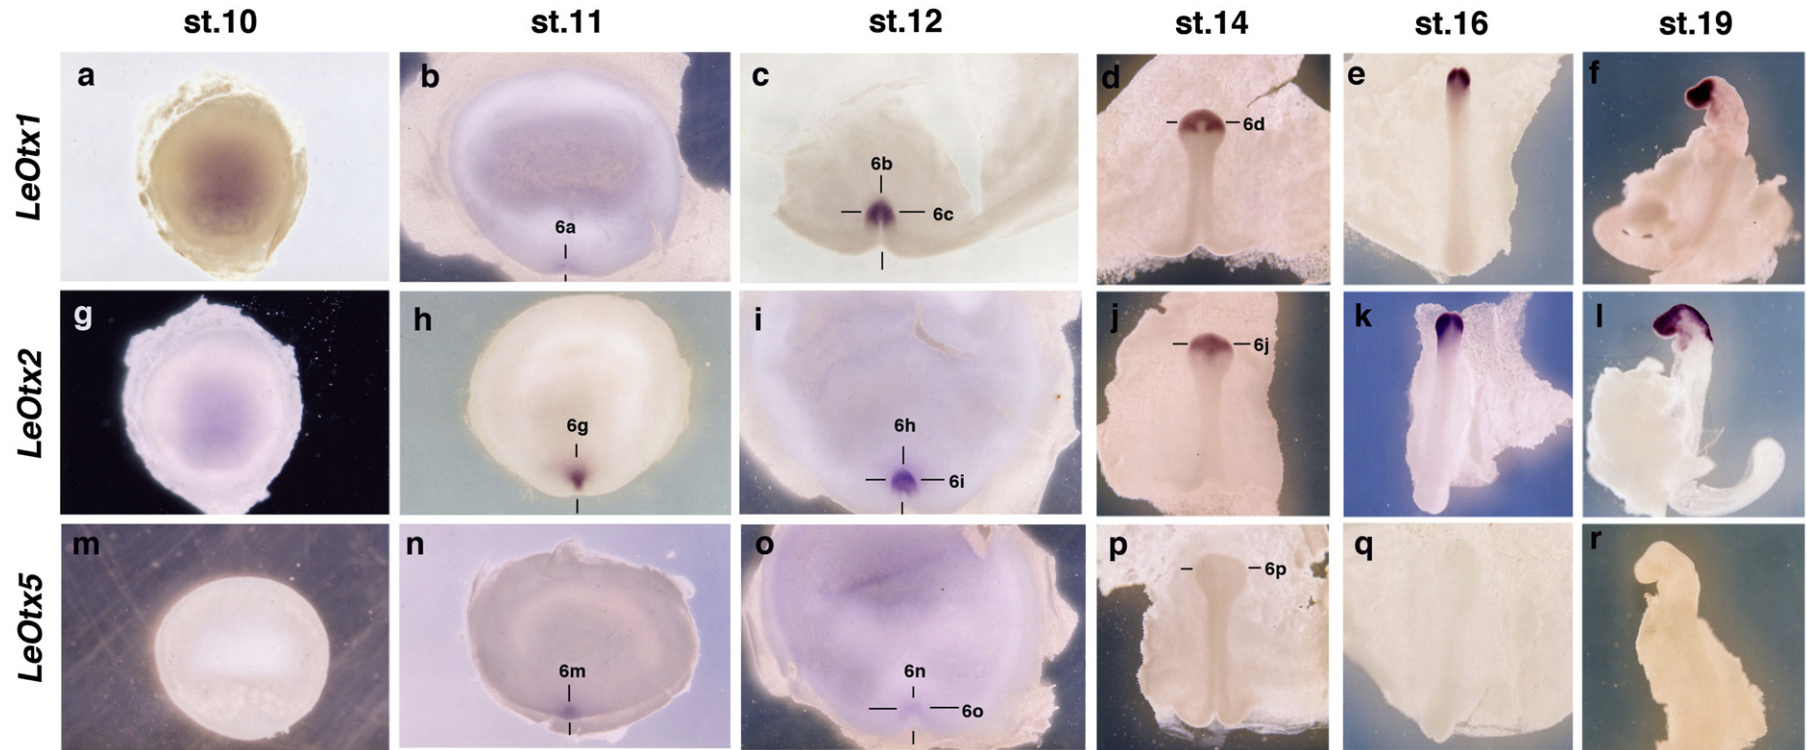 st.10 st.11 st.12 st.14 st.16 st.19
LeOtx1
a b c d e f
6a 6b 6c 6d
LeOtx2
g h i j k l
6g 6h 6i 6j
LeOtx5
m n o p q r
6m 6n 6o 6p